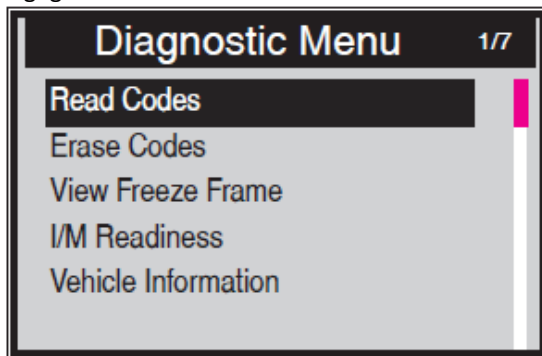 Diagnostic Menu 1/7
Read Codes
Erase Codes
View Freeze Frame
I/M Readiness
Vehicle Information